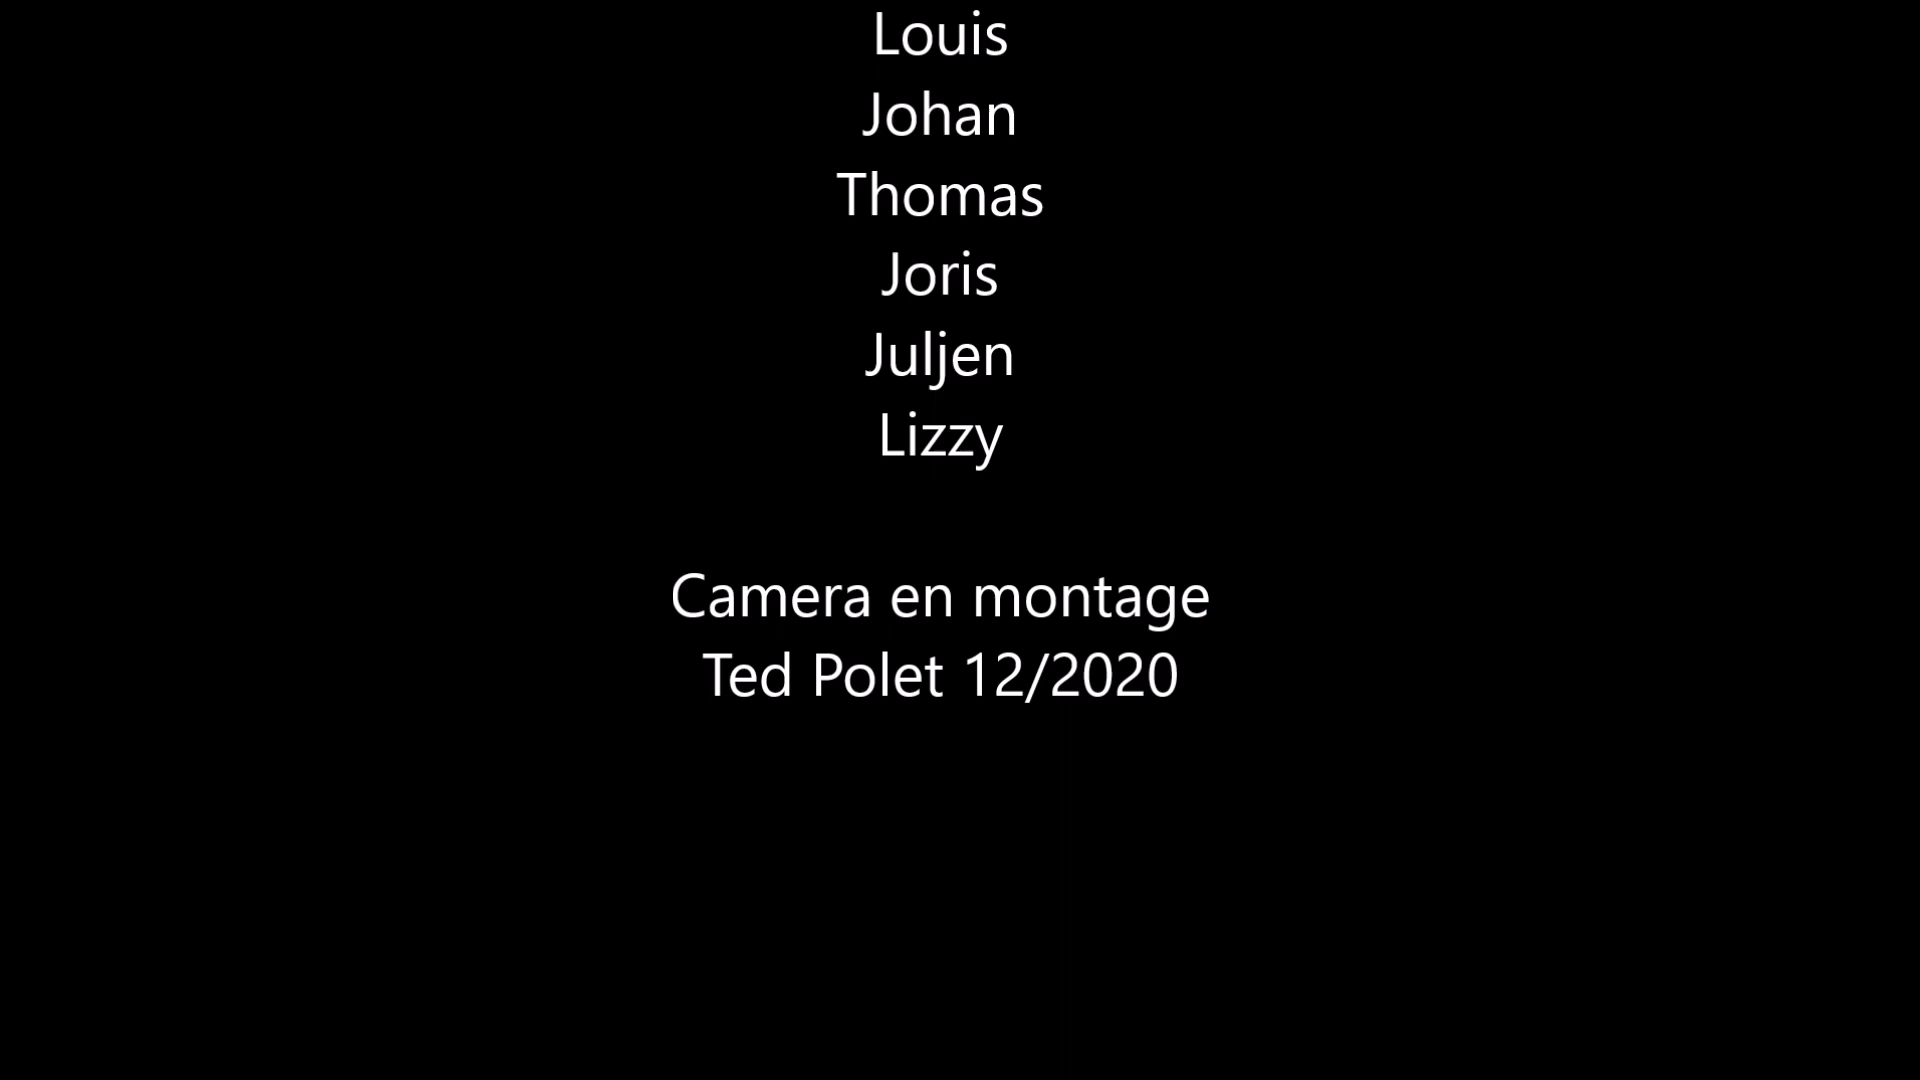 Louis
Johan
Thomas
Joris
Juljen
Lizzy
Camera en montage
Ted Polet 12/2020